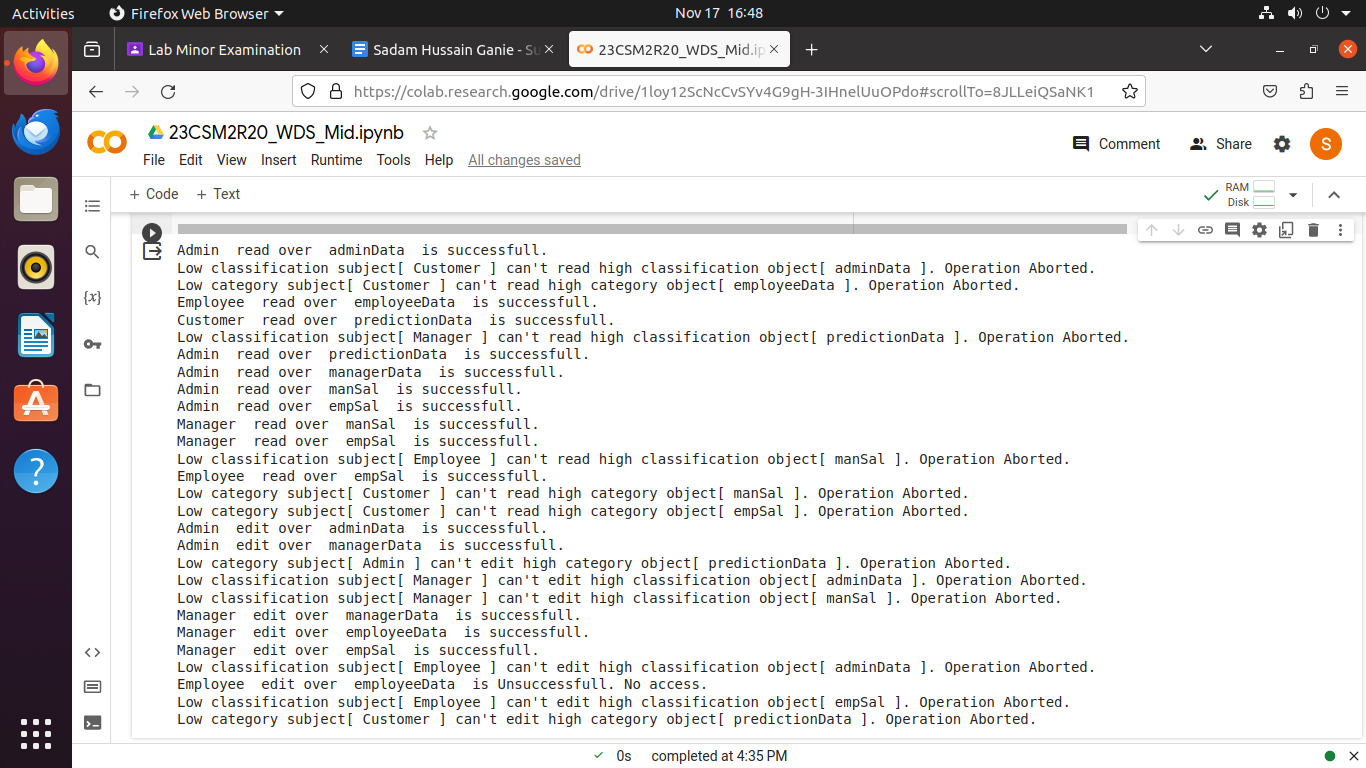 Activities
Firefox Web Browser
Nov 17 16:48
Lab Minor Examination
Sadam Hussain Ganie - Su
23CSM2R20_WDS_Mid.ip
https://colab.research.google.com/drive/1loy12ScNcCvSYv4G9gH-3IHnelUuOPdo#scrollTo=8JLLeiQSaNK1
23CSM2R20_WDS_Mid.ipynb
File Edit View Insert Runtime Tools Help All changes saved
Comment
Share
S
+ Code + Text
RAM
Disk
{x}
Admin  read over  adminData  is successfull.
Low classification subject[ Customer ] can't read high classification object[ adminData ]. Operation Aborted.
Low category subject[ Customer ] can't read high category object[ employeeData ]. Operation Aborted.
Employee  read over  employeeData  is successfull.
Customer  read over  predictionData  is successfull.
Low classification subject[ Manager ] can't read high classification object[ predictionData ]. Operation Aborted.
Admin  read over  predictionData  is successfull.
Admin  read over  managerData  is successfull.
Admin  read over  manSal  is successfull.
Admin  read over  empSal  is successfull.
Manager  read over  manSal  is successfull.
Manager  read over  empSal  is successfull.
Low classification subject[ Employee ] can't read high classification object[ manSal ]. Operation Aborted.
Employee  read over  empSal  is successfull.
Low category subject[ Customer ] can't read high category object[ manSal ]. Operation Aborted.
Low category subject[ Customer ] can't read high category object[ empSal ]. Operation Aborted.
Admin  edit over  adminData  is successfull.
Admin  edit over  managerData  is successfull.
Low category subject[ Admin ] can't edit high category object[ predictionData ]. Operation Aborted.
Low classification subject[ Manager ] can't edit high classification object[ adminData ]. Operation Aborted.
Low classification subject[ Manager ] can't edit high classification object[ manSal ]. Operation Aborted.
Manager  edit over  managerData  is successfull.
Manager  edit over  employeeData  is successfull.
Manager  edit over  empSal  is successfull.
Low classification subject[ Employee ] can't edit high classification object[ adminData ]. Operation Aborted.
Employee  edit over  employeeData  is Unsuccessfull. No access.
Low classification subject[ Employee ] can't edit high classification object[ empSal ]. Operation Aborted.
Low category subject[ Customer ] can't edit high category object[ predictionData ]. Operation Aborted.
0s completed at 4:35 PM